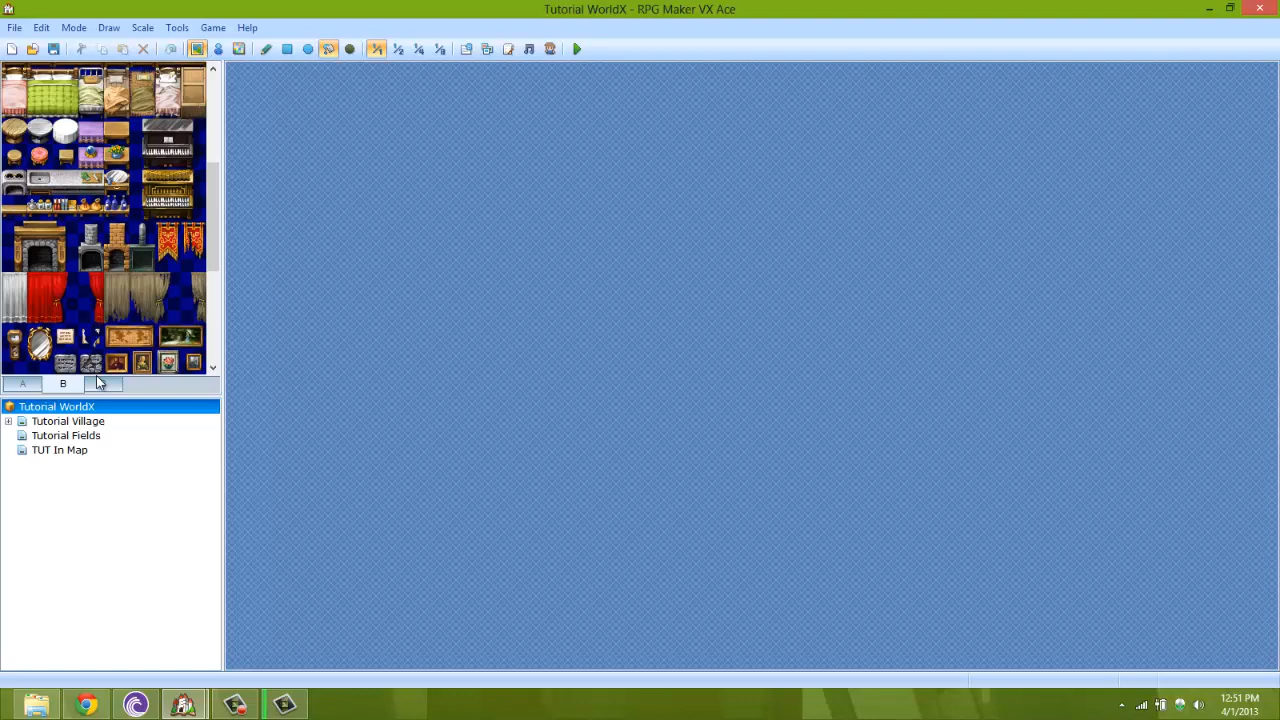 Tutorial WorldX - RPG Maker VX Ace
File Edit Mode Draw Scale Tools Game Help
A B
Tutorial WorldX
Tutorial Village
Tutorial Fields
TUT In Map
12:51 PM
4/1/2013